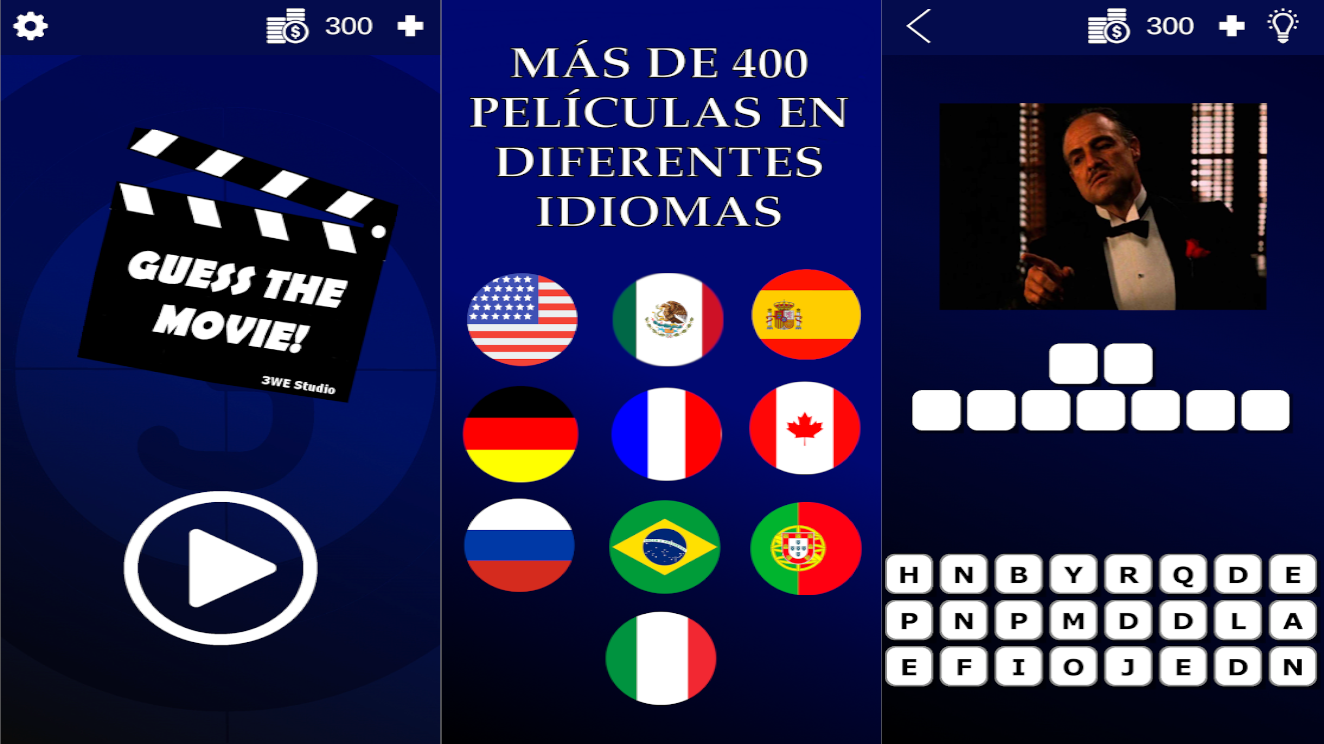 300
GUESS THE
MOVIE!
3WE Studio
MÁS DE 400
PELÍCULAS EN
DIFERENTES
IDIOMAS
300
H N B Y R Q D E
P N P M D D L A
E F I O J E D N